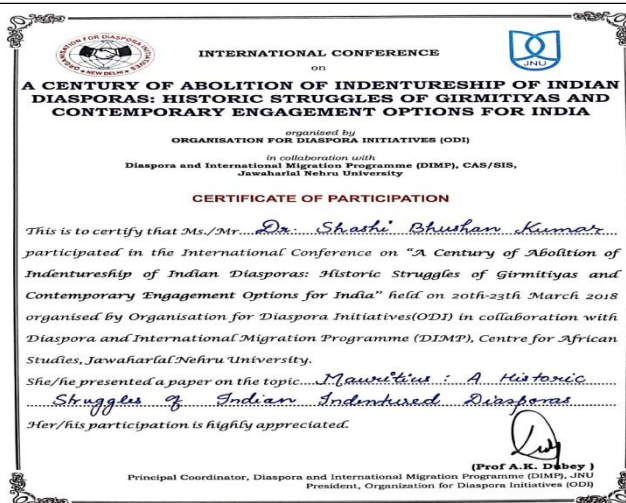 ORGANISATION FOR DIASPORA INITIATIVES
NEW DELHI
JNU
INTERNATIONAL CONFERENCE
on
A CENTURY OF ABOLITION OF INDENTURESHIP OF INDIAN
DIASPORAS: HISTORIC STRUGGLES OF GIRMITIYAS AND
CONTEMPORARY ENGAGEMENT OPTIONS FOR INDIA
organised by
ORGANISATION FOR DIASPORA INITIATIVES (ODI)
in collaboration with
Diaspora and International Migration Programme (DIMP), CAS/SIS,
Jawaharlal Nehru University
CERTIFICATE OF PARTICIPATION
This is to certify that Ms./Mr. Dr. Shashi Bhushan Kumar
participated in the International Conference on "A Century of Abolition of
Indentureship of Indian Diasporas: Historic Struggles of Girmitiyas and
Contemporary Engagement Options for India" held on 20th-23th March 2018
organised by Organisation for Diaspora Initiatives(ODI) in collaboration with
Diaspora and International Migration Programme (DIMP), Centre for African
Studies, Jawaharlal Nehru University.
She/he presented a paper on the topic Mauritius : A Historic
Struggles of Indian Indentured Diasporas
Her/his participation is highly appreciated.
(Prof A.K. Dubey )
Principal Coordinator, Diaspora and International Migration Programme (DIMP), JNU
President, Organization for Diaspora Initiatives (ODI)